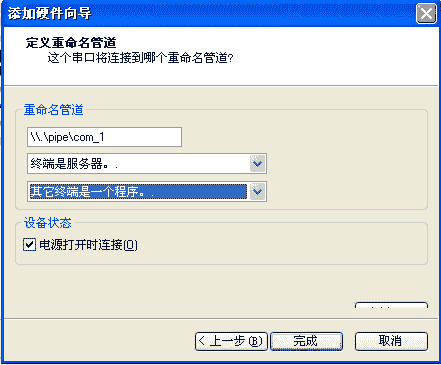 添加硬件向导
定义重命名管道
这个串口将连接到哪个重命名管道?
重命名管道
\\.\pipe\com_1
终端是服务器。.
其它终端是一个程序。.
设备状态
电源打开时连接(O)
< 上一步(B)
完成
取消